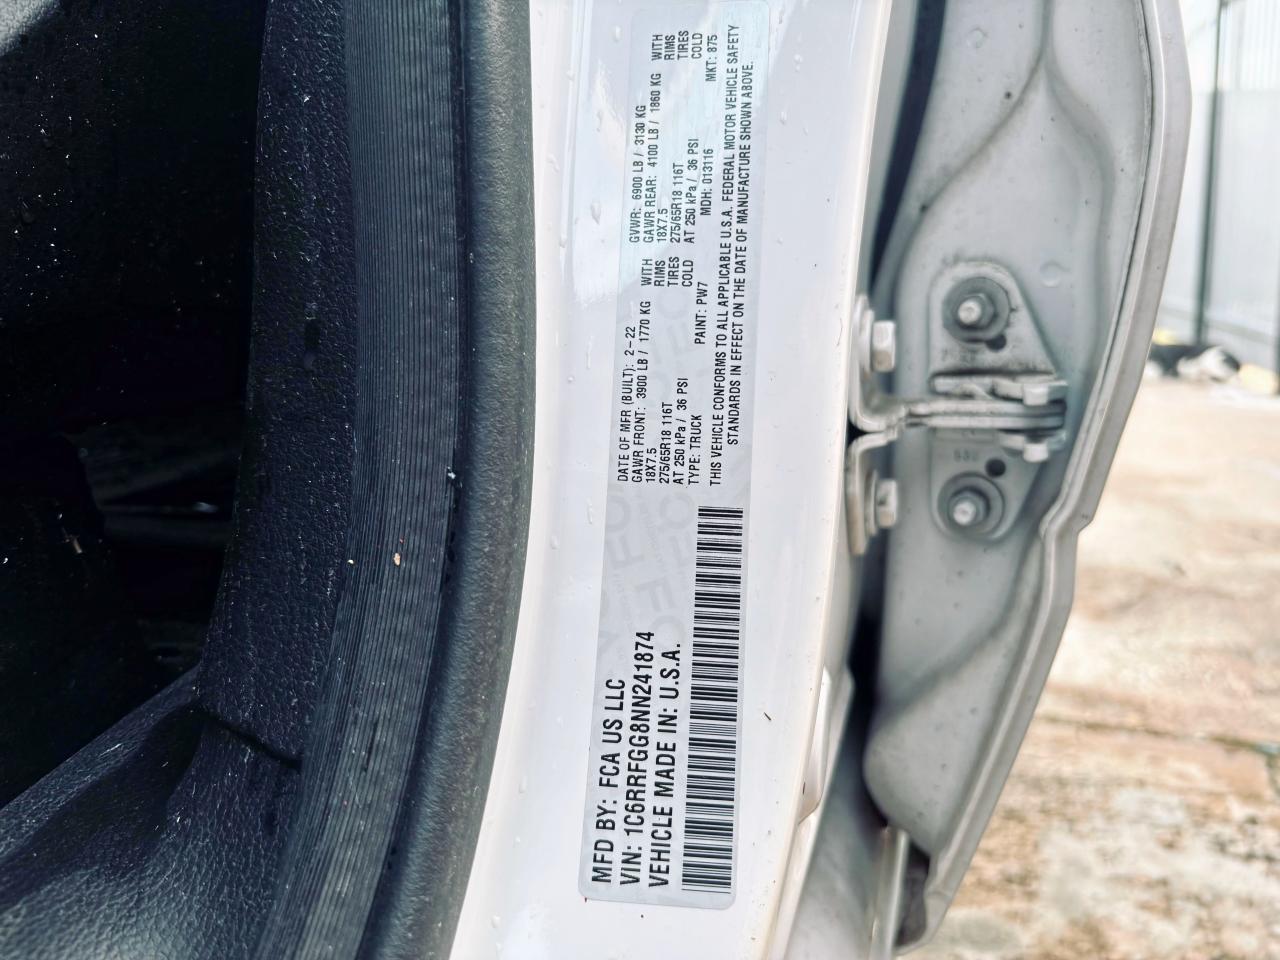 MFD BY: FCA US LLC
VIN: 1C6RRFGG8NN241874
VEHICLE MADE IN: U.S.A.
DATE OF MFR (BUILT): 2-22 GVWR: 6900 LB / 3130 KG
GAWR FRONT: 3900 LB / 1770 KG WITH GAWR REAR: 4100 LB / 1860 KG WITH
18X7.5 RIMS 18X7.5 RIMS
275/65R18 116T TIRES 275/65R18 116T TIRES
AT 250 kPa / 36 PSI COLD AT 250 kPa / 36 PSI COLD
TYPE: TRUCK PAINT: PW7 MDH: 013116 MKT: 875
THIS VEHICLE CONFORMS TO ALL APPLICABLE U.S.A. FEDERAL MOTOR VEHICLE SAFETY
STANDARDS IN EFFECT ON THE DATE OF MANUFACTURE SHOWN ABOVE.